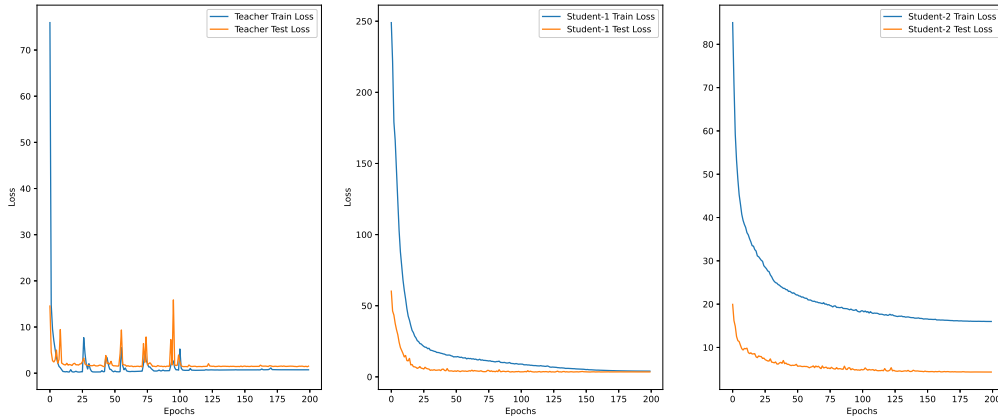 Teacher Train Loss
Teacher Test Loss
70
60
50
40
30
20
10
0
Loss
0 25 50 75 100 125 150 175 200
Epochs
Student-1 Train Loss
Student-1 Test Loss
250
200
150
100
50
0
Loss
0 25 50 75 100 125 150 175 200
Epochs
Student-2 Train Loss
Student-2 Test Loss
80
70
60
50
40
30
20
10
0 25 50 75 100 125 150 175 200
Epochs